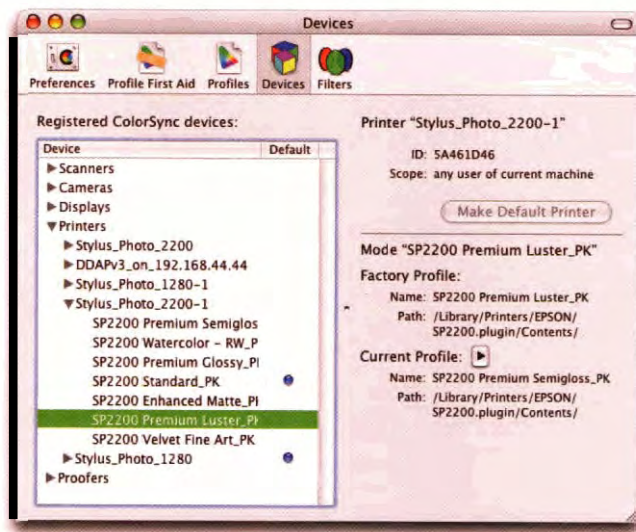 Devices
Preferences Profile First Aid Profiles Devices Filters
Registered ColorSync devices:
Device Default
Scanners
Cameras
Displays
Printers
Stylus_Photo_2200
DDAPv3_on_192.168.44.44
Stylus_Photo_1280-1
Stylus_Photo_2200-1
SP2200 Premium Semiglos
SP2200 Watercolor - RW_P
SP2200 Premium Glossy_Pl
SP2200 Standard_PK
SP2200 Enhanced Matte_Pl
SP2200 Premium Luster_Pl
SP2200 Velvet Fine Art_PK
Stylus_Photo_1280
Proofers
Printer "Stylus_Photo_2200-1"
ID: 5A461D46
Scope: any user of current machine
Make Default Printer
Mode "SP2200 Premium Luster_PK"
Factory Profile:
Name: SP2200 Premium Luster_PK
Path: /Library/Printers/EPSON/
SP2200.plugin/Contents/
Current Profile:
Name: SP2200 Premium Semigloss_PK
Path: /Library/Printers/EPSON/
SP2200.plugin/Contents/